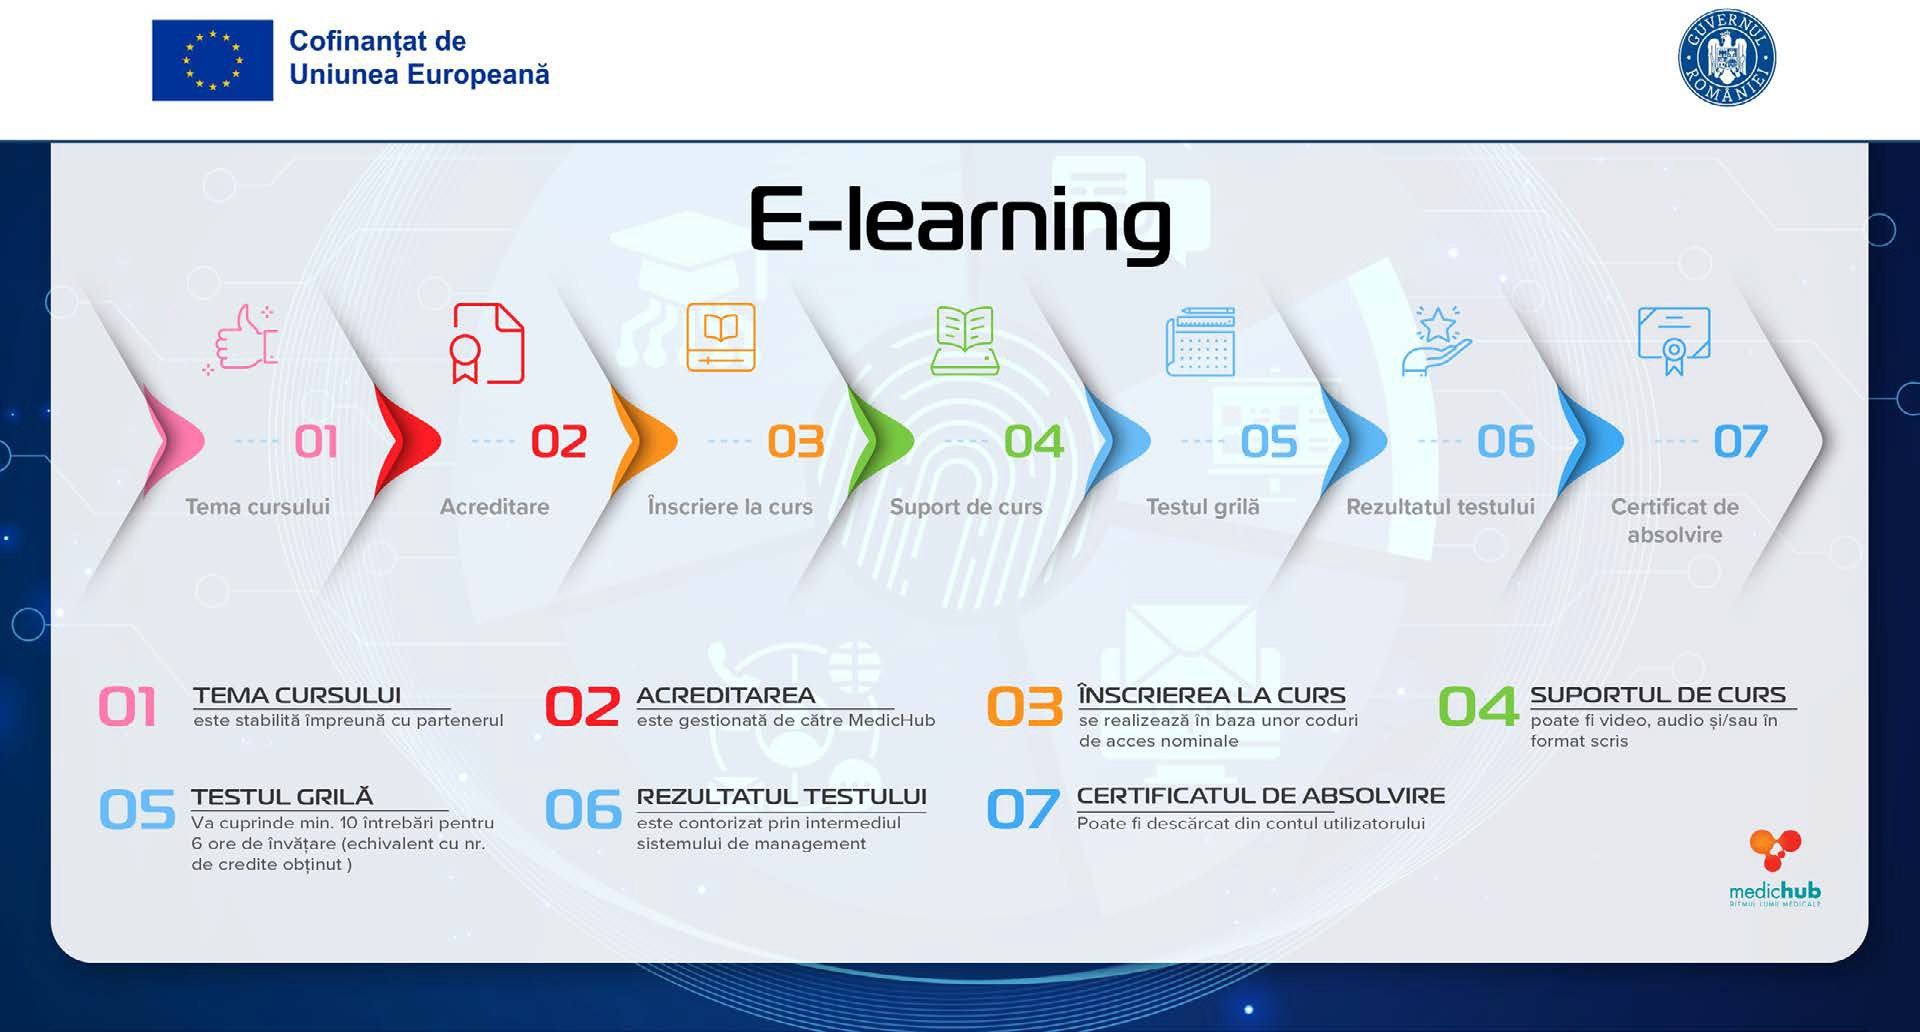 Cofinanțat de
Uniunea Europeană
GUVERNUL ROMÂNIEI
E-learning
01
02
03
04
05
06
07
Tema cursului
Acreditare
Înscriere la curs
Suport de curs
Testul grilă
Rezultatul testului
Certificat de
absolvire
01
TEMA CURSULUI
este stabilită împreună cu partenerul
02
ACREDITAREA
este gestionată de către MedicHub
03
ÎNSCRIEREA LA CURS
se realizează în baza unor coduri
de acces nominale
04
SUPORTUL DE CURS
poate fi video, audio și/sau în
format scris
05
TESTUL GRILĂ
Va cuprinde min. 10 întrebări pentru
6 ore de învățare (echivalent cu nr.
de credite obținut )
06
REZULTATUL TESTULUI
este contorizat prin intermediul
sistemului de management
07
CERTIFICATUL DE ABSOLVIRE
Poate fi descărcat din contul utilizatorului
medichub
RITMUL LUMII MEDICALE